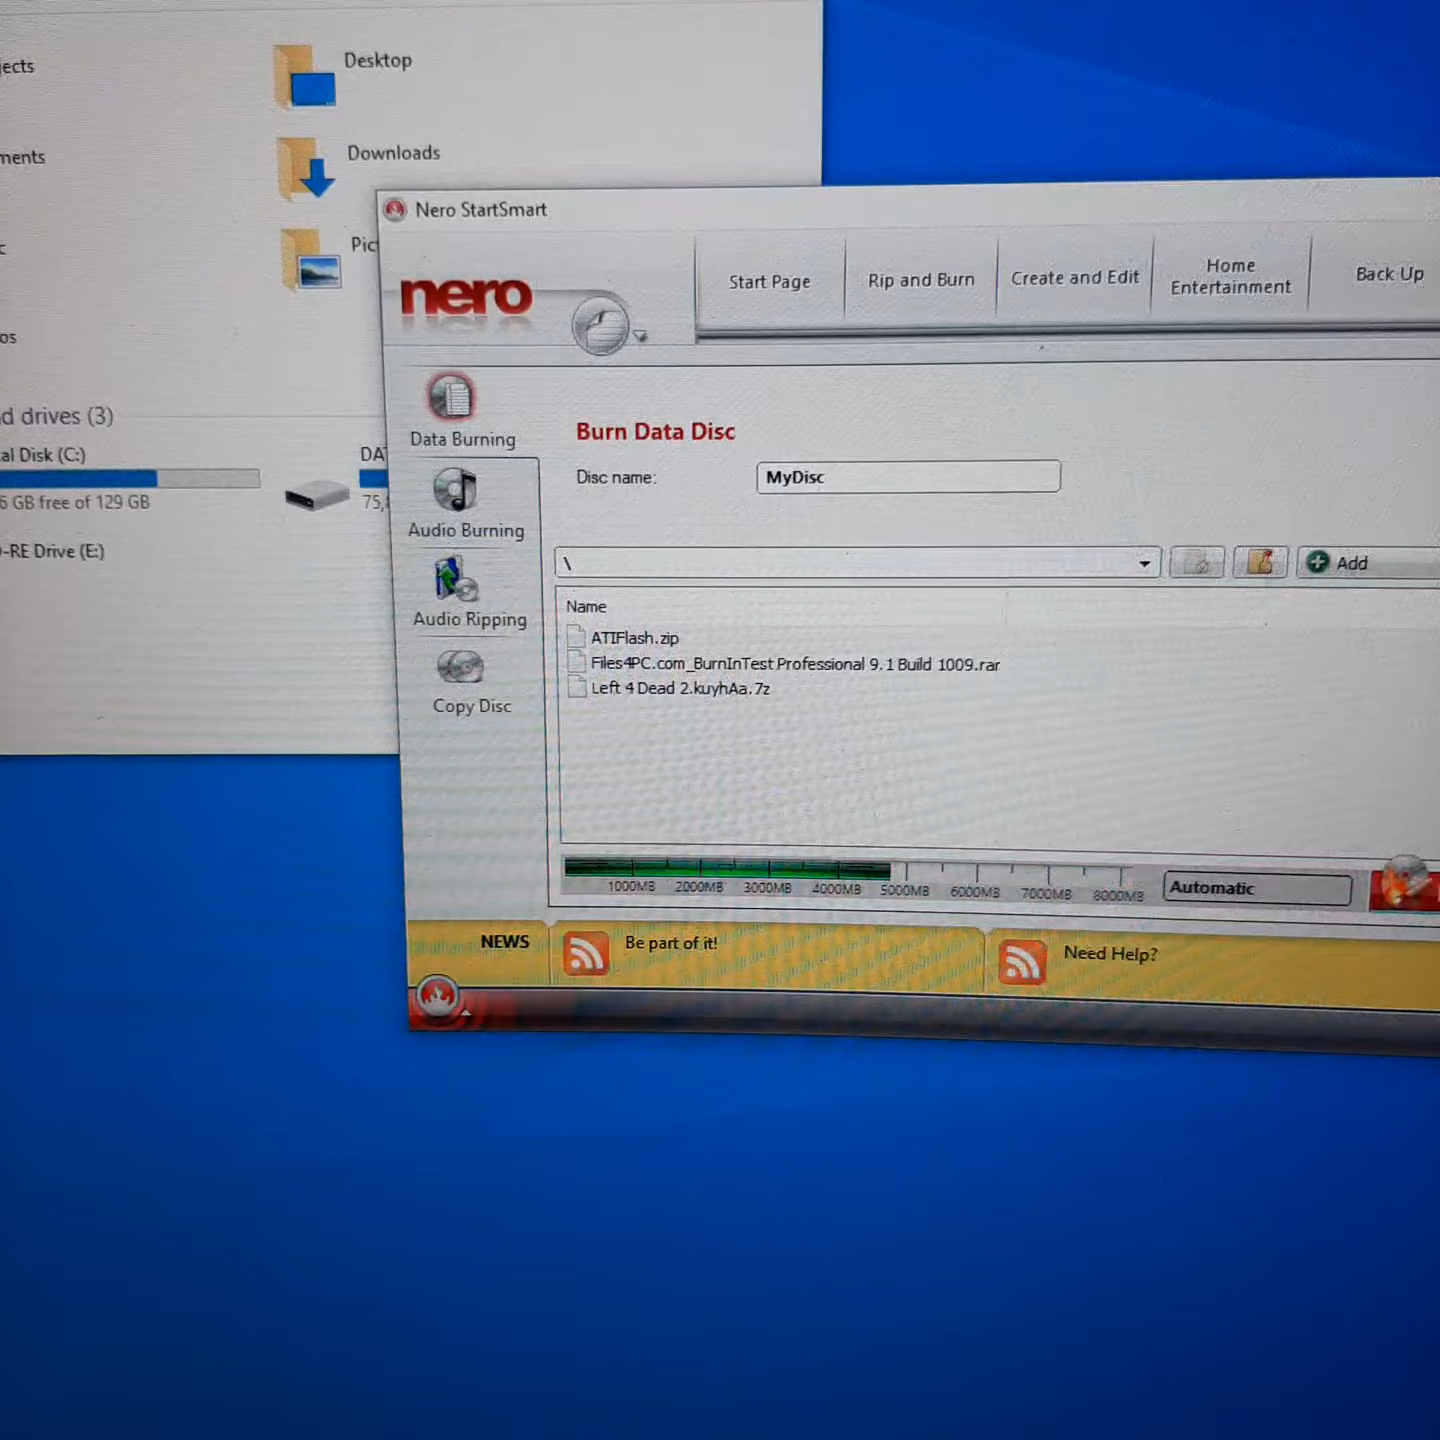 jects
Desktop
ments
Downloads
Pic
os
d drives (3)
al Disk (C:)
6 GB free of 129 GB
DA
75,
-RE Drive (E:)
Nero StartSmart
nero
Start Page
Rip and Burn
Create and Edit
Home
Entertainment
Back Up
Data Burning
Audio Burning
Audio Ripping
Copy Disc
Burn Data Disc
Disc name:
MyDisc
\
Add
Name
ATIFlash.zip
Files4PC.com_BurnInTest Professional 9.1 Build 1009.rar
Left 4 Dead 2.kuyhAa.7z
1000MB 2000MB 3000MB 4000MB 5000MB 6000MB 7000MB 8000MB
Automatic
NEWS
Be part of it!
Need Help?